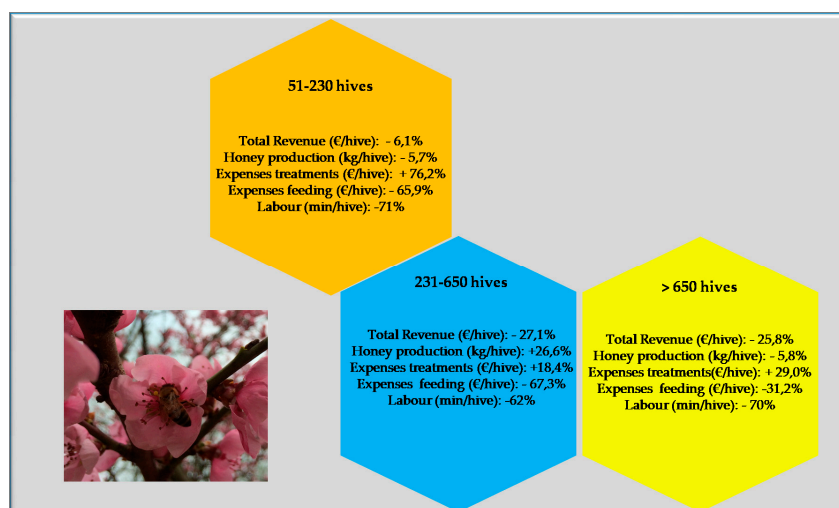 51-230 hives
Total Revenue (€/hive):  - 6,1%
Honey production (kg/hive): - 5,7%
Expenses treatments (€/hive):  + 76,2%
Expenses feeding (€/hive): - 65,9%
Labour (min/hive): -71%
231-650 hives
Total Revenue (€/hive): - 27,1%
Honey production (kg/hive): +26,6%
Expenses treatments (€/hive): +18,4%
Expenses  feeding (€/hive): - 67,3%
Labour (min/hive): -62%
> 650 hives
Total Revenue (€/hive): - 25,8%
Honey production (kg/hive): - 5,8%
Expenses treatments(€/hive): + 29,0%
Expenses  feeding (€/hive): -31,2%
Labour (min/hive): - 70%